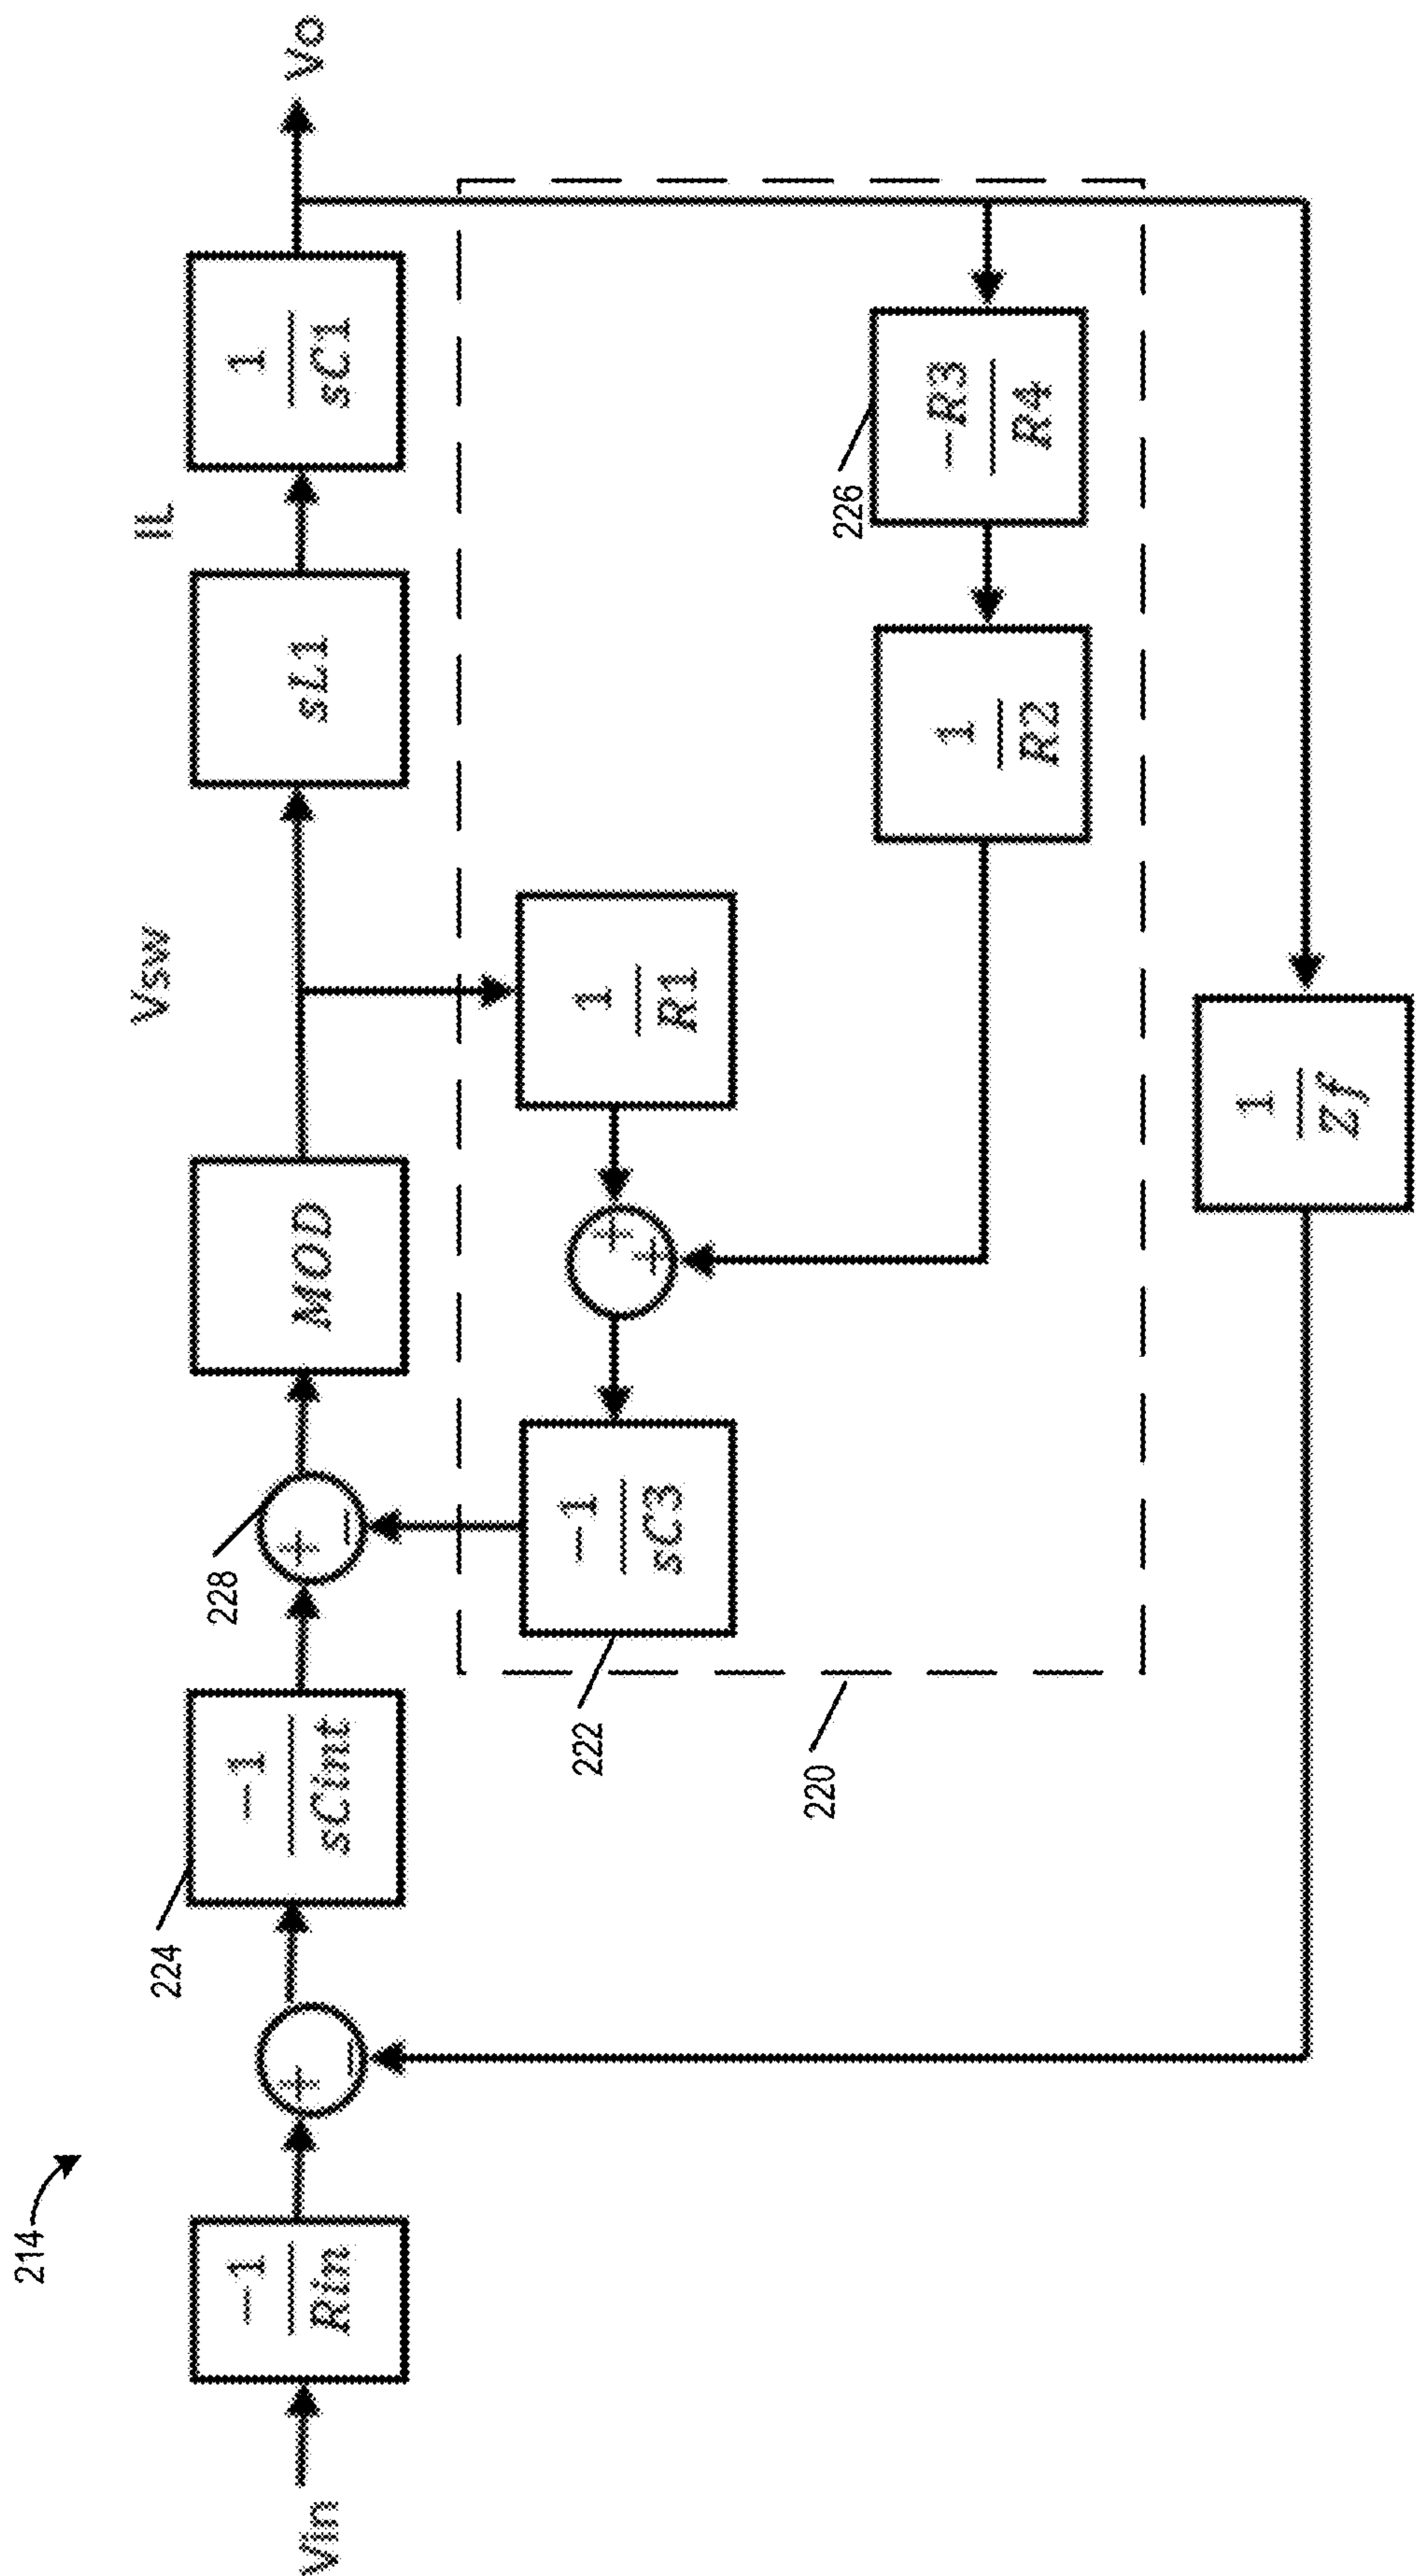 214
Vin
−1
Rin
+
−
224
−1
sCint
228
+
−
MOD
Vsw
sL1
IL
1
sC1
Vo
222
−1
sC3
+
+
1
R1
220
1
R2
226
−R3
R4
1
Zf